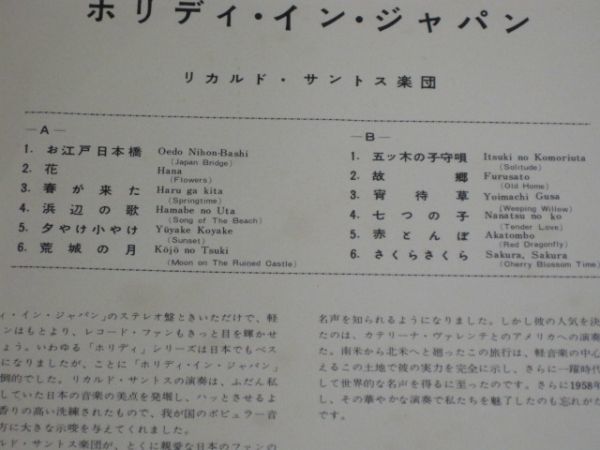 ホリディ・イン・ジャパン
リカルド・サントス楽団
—A—
1. お江戸日本橋 Oedo Nihon-Bashi
(Japan Bridge)
2. 花 Hana
(Flowers)
3. 春が来た Haru ga kita
(Springtime)
4. 浜辺の歌 Hamabe no Uta
(Song of The Beach)
5. 夕やけ小やけ Yūyake Koyake
(Sunset)
6. 荒城の月 Kōjō no Tsuki
(Moon on The Ruined Castle)
—B—
1. 五ッ木の子守唄 Itsuki no Komoriuta
(Solitude)
2. 故郷 Furusato
(Old Home)
3. 宵待草 Yoimachi Gusa
(Weeping Willow)
4. 七つの子 Nanatsu no ko
(Tender Love)
5. 赤とんぼ Akatombo
(Red Dragonfly)
6. さくらさくら Sakura, Sakura
(Cherry Blossom Time)
ィ・イン・ジャパン」のステレオ盤ときいただけで、軽
ンはもとより、レコード・ファンもきっと目を輝かせ
ょう。いわゆる「ホリディ」シリーズは日本でもベス
になりましたが、ことに「ホリディ・イン・ジャパン」
倒的でした。リカルド・サントスの演奏は、ふだん私
していた日本の音楽の美点を発堀し、ハッとさせるよ
香りの高い洗練されたもので、我が国のポピュラー音
方に大きな示唆を与えてくれました。
ルド・サントス楽団が、とくに親愛な日本のファンの
名声を知られるようになりました。しかし彼の人気を決
たのは、カテリーナ・ヴァレンテとのアメリカへの演奏
た。南米から北米へと廻ったこの旅行は、軽音楽の中心
えるこの土地で彼の実力を完全に示し、さらに一躍時代
して世界的な名声を得るに至ったのです。さらに1958年
し、その華やかな演奏で私たちを魅了したのも忘れがた
です。